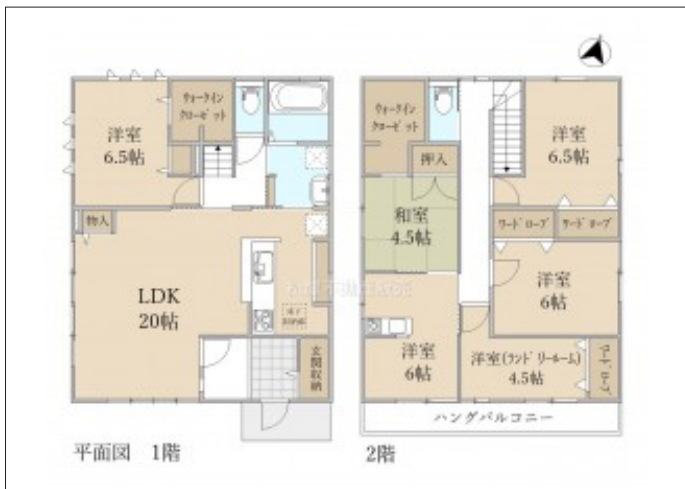 洋室
6.5帖
ウォークイン
クローゼット
物入
LDK
20帖
玄関
収納
平面図　1階
ウォークイン
クローゼット
押入
和室
4.5帖
洋室
6.5帖
ワードローブ
ワードローブ
洋室
6帖
洋室
6帖
洋室(ランドリールーム)
4.5帖
ワードローブ
ハングバルコニー
2階